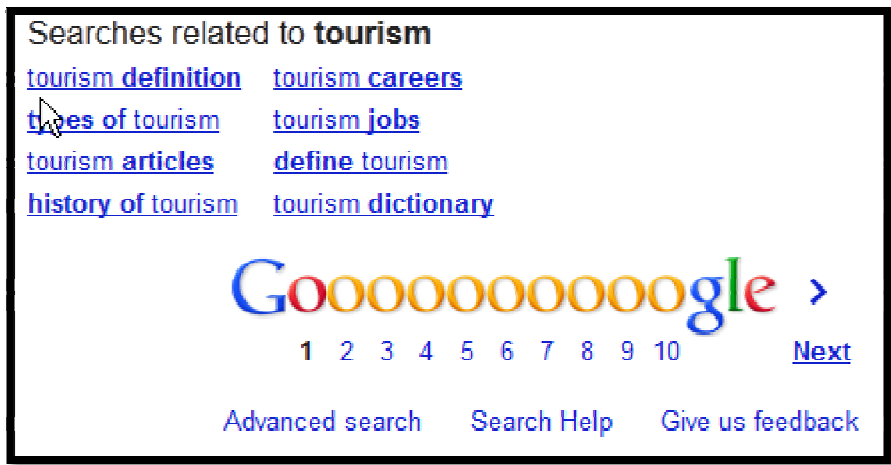 Searches related to tourism
tourism definition tourism careers
types of tourism tourism jobs
tourism articles define tourism
history of tourism tourism dictionary
Goooooooooogle >
1 2 3 4 5 6 7 8 9 10 Next
Advanced search Search Help Give us feedback